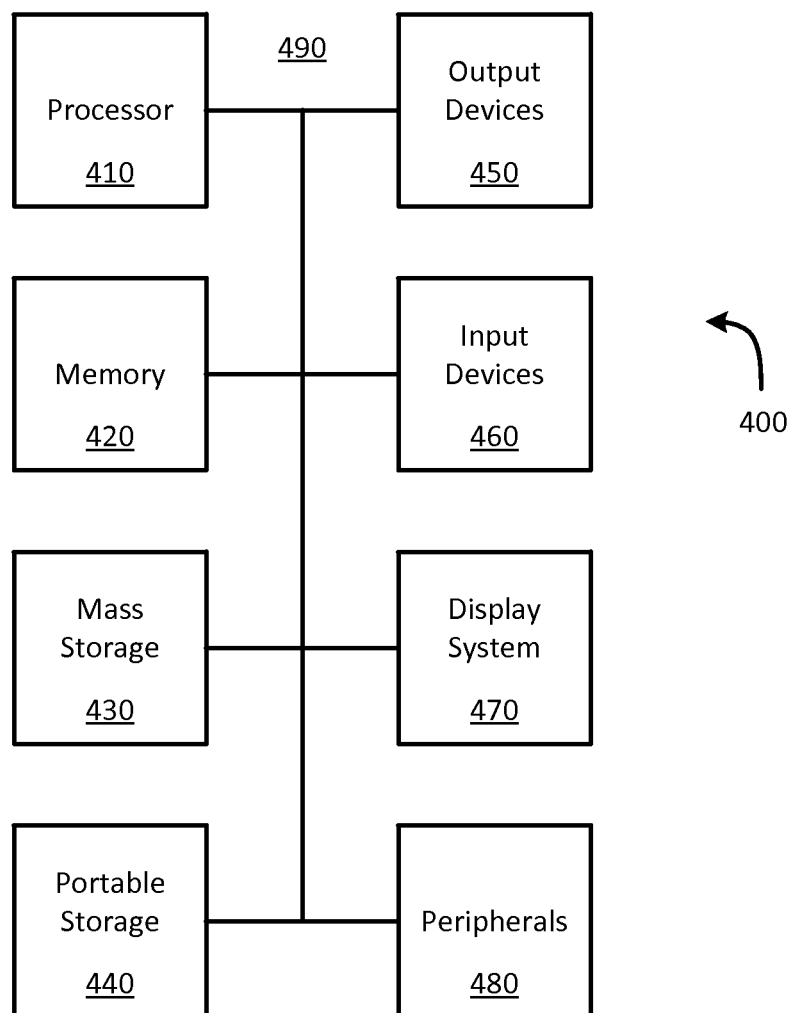 490
Processor
410
Output
Devices
450
Memory
420
Input
Devices
460
400
Mass
Storage
430
Display
System
470
Portable
Storage
440
Peripherals
480